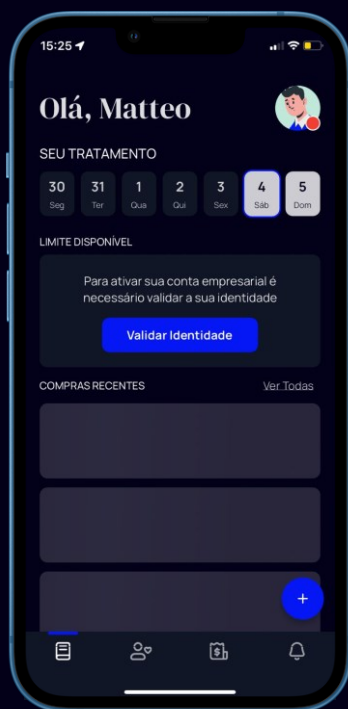 15:25
Olá, Matteo
SEU TRATAMENTO
30 31 1 2 3 4 5
Seg Ter Qua Qui Sex Sáb Dom
LIMITE DISPONÍVEL
Para ativar sua conta empresarial é
necessário validar a sua identidade
Validar Identidade
COMPRAS RECENTES Ver Todas
+
$